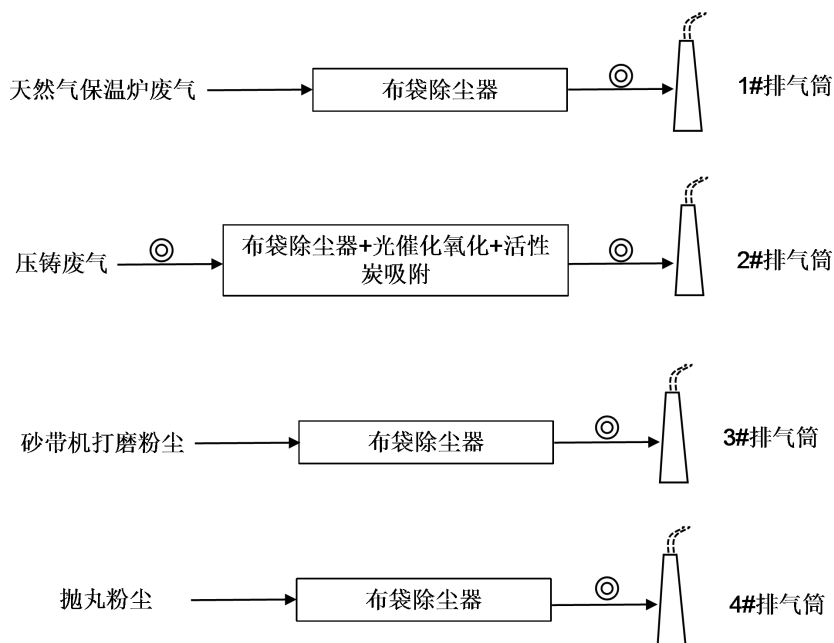 天然气保温炉废气
布袋除尘器
1#排气筒
压铸废气
布袋除尘器+光催化氧化+活性
炭吸附
2#排气筒
砂带机打磨粉尘
布袋除尘器
3#排气筒
抛丸粉尘
布袋除尘器
4#排气筒